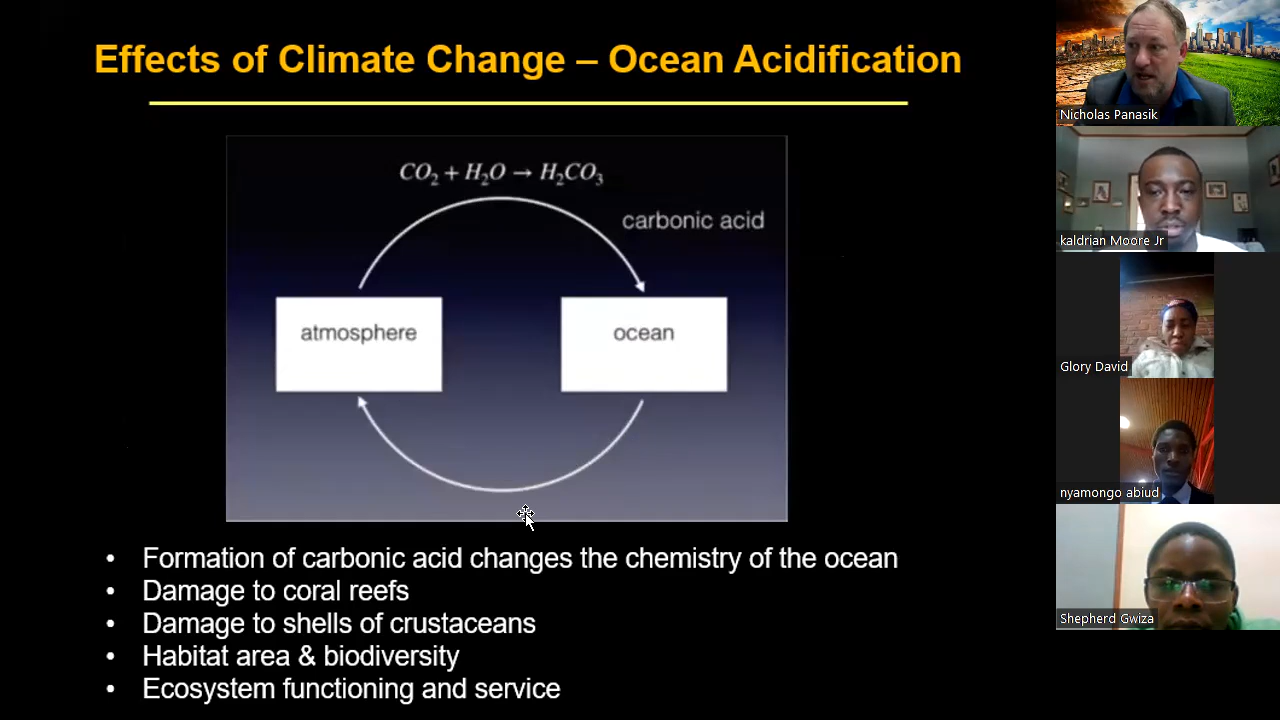 Effects of Climate Change – Ocean Acidification
CO₂ + H₂O → H₂CO₃
carbonic acid
atmosphere
ocean
• Formation of carbonic acid changes the chemistry of the ocean
• Damage to coral reefs
• Damage to shells of crustaceans
• Habitat area & biodiversity
• Ecosystem functioning and service
Nicholas Panasik
kaldrian Moore Jr
Glory David
nyamongo abiud
Shepherd Gwiza